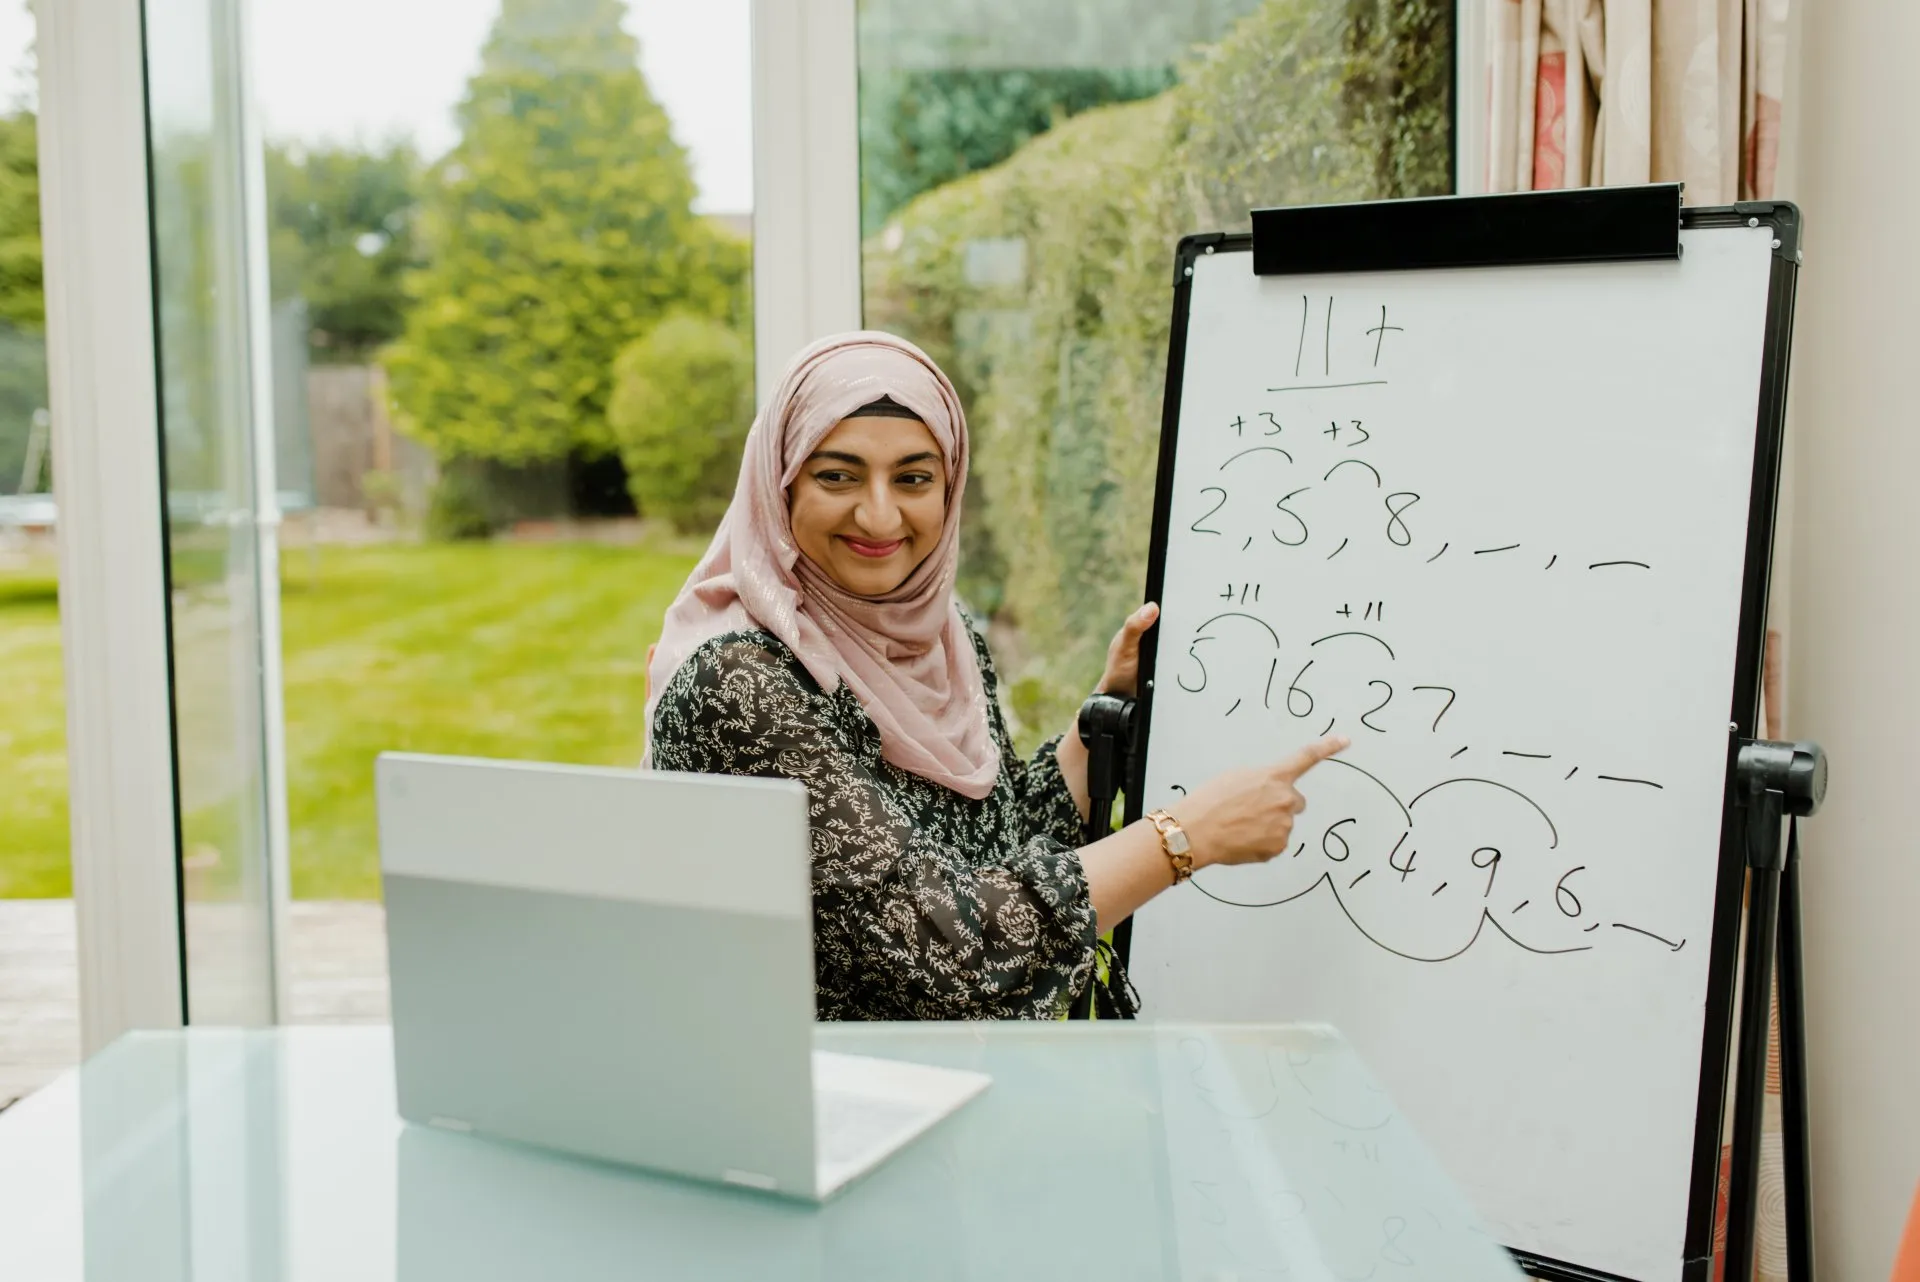 11+
+3 +3
2, 5, 8, _, _
+11 +11
5, 16, 27, _, _
, 6, 4, 9, 6, _,